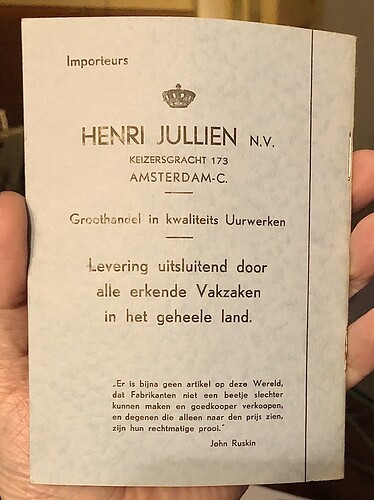 Importeurs
HENRI JULLIEN N.V.
KEIZERSGRACHT 173
AMSTERDAM-C.
Groothandel in kwaliteits Uurwerken
Levering uitsluitend door
alle erkende Vakzaken
in het geheele land.
„Er is bijna geen artikel op deze Wereld,
dat Fabrikanten niet een beetje slechter
kunnen maken en goedkooper verkoopen,
en degenen die alleen naar den prijs zien,
zijn hun rechtmatige prooi.”
John Ruskin